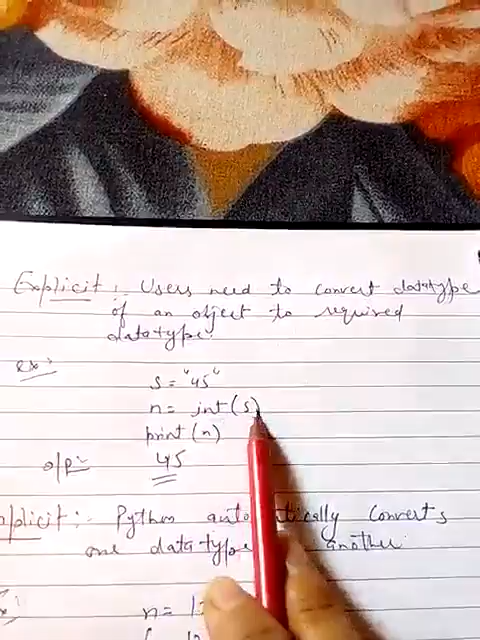 Explicit : Users need to convert datatype
of an object to required
datatype.
ex:
s = "45"
n = int(s)
print(n)
o/p:- 45
plicit :- Python automatically converts
one datatype another
n = 1